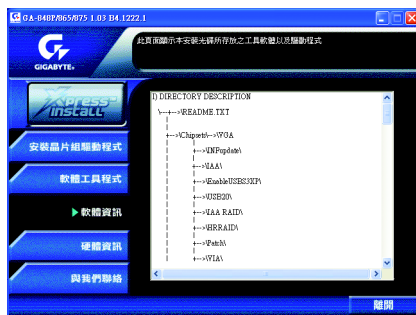 GA-848P/865/875 1.03 B4.1222.1
GIGABYTE
此頁面顯示本安裝光碟所存放之工具軟體以及驅動程式
Xpress
INSTALL
安裝晶片組驅動程式
軟體工具程式
軟體資訊
硬體資訊
與我們聯絡
I) DIRECTORY DESCRIPTION
\--+-->\README.TXT
|
+-->\Chipsets\-->VGA
| +-->\INFupdate\
| +-->\IAA\
| +-->\EnableUSBS3XP\
| +-->\USB20\
| +-->\IAA RAID\
| +-->\HRRAID\
| +-->\Patch\
| +-->\VIA\
離開